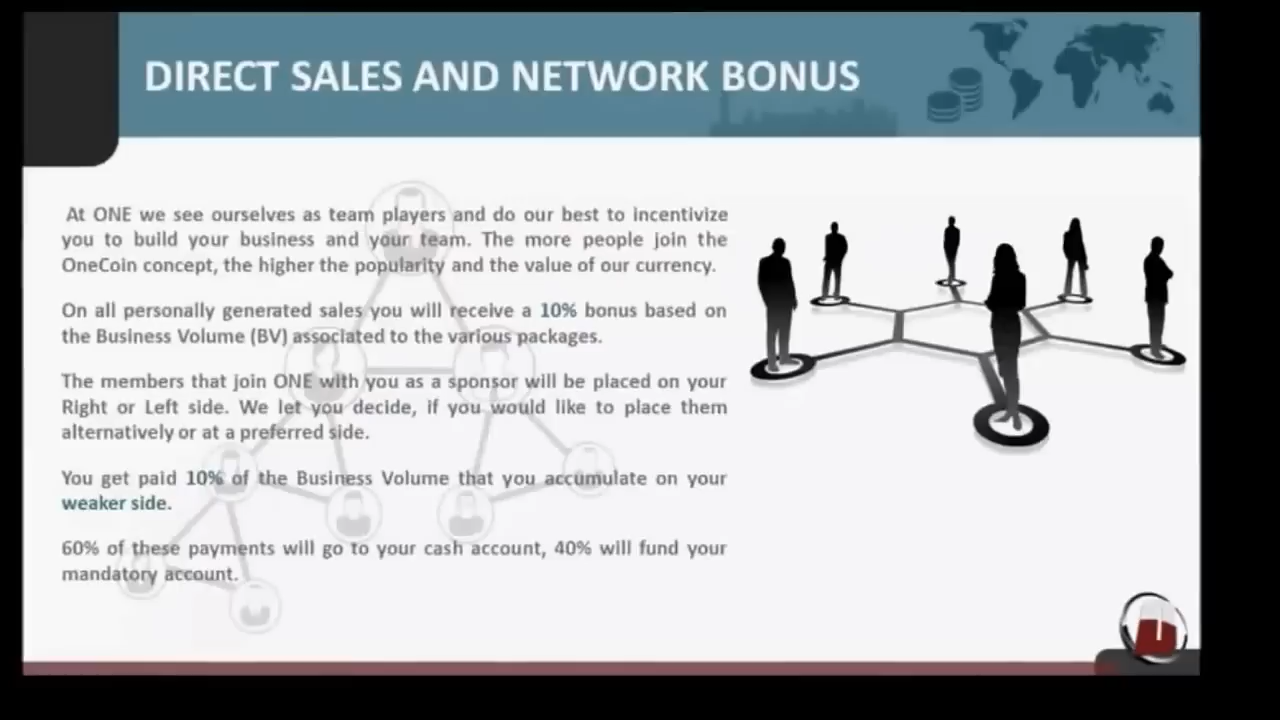 DIRECT SALES AND NETWORK BONUS
At ONE we see ourselves as team players and do our best to incentivize
you to build your business and your team. The more people join the
OneCoin concept, the higher the popularity and the value of our currency.
On all personally generated sales you will receive a 10% bonus based on
the Business Volume (BV) associated to the various packages.
The members that join ONE with you as a sponsor will be placed on your
Right or Left side. We let you decide, if you would like to place them
alternatively or at a preferred side.
You get paid 10% of the Business Volume that you accumulate on your
weaker side.
60% of these payments will go to your cash account, 40% will fund your
mandatory account.